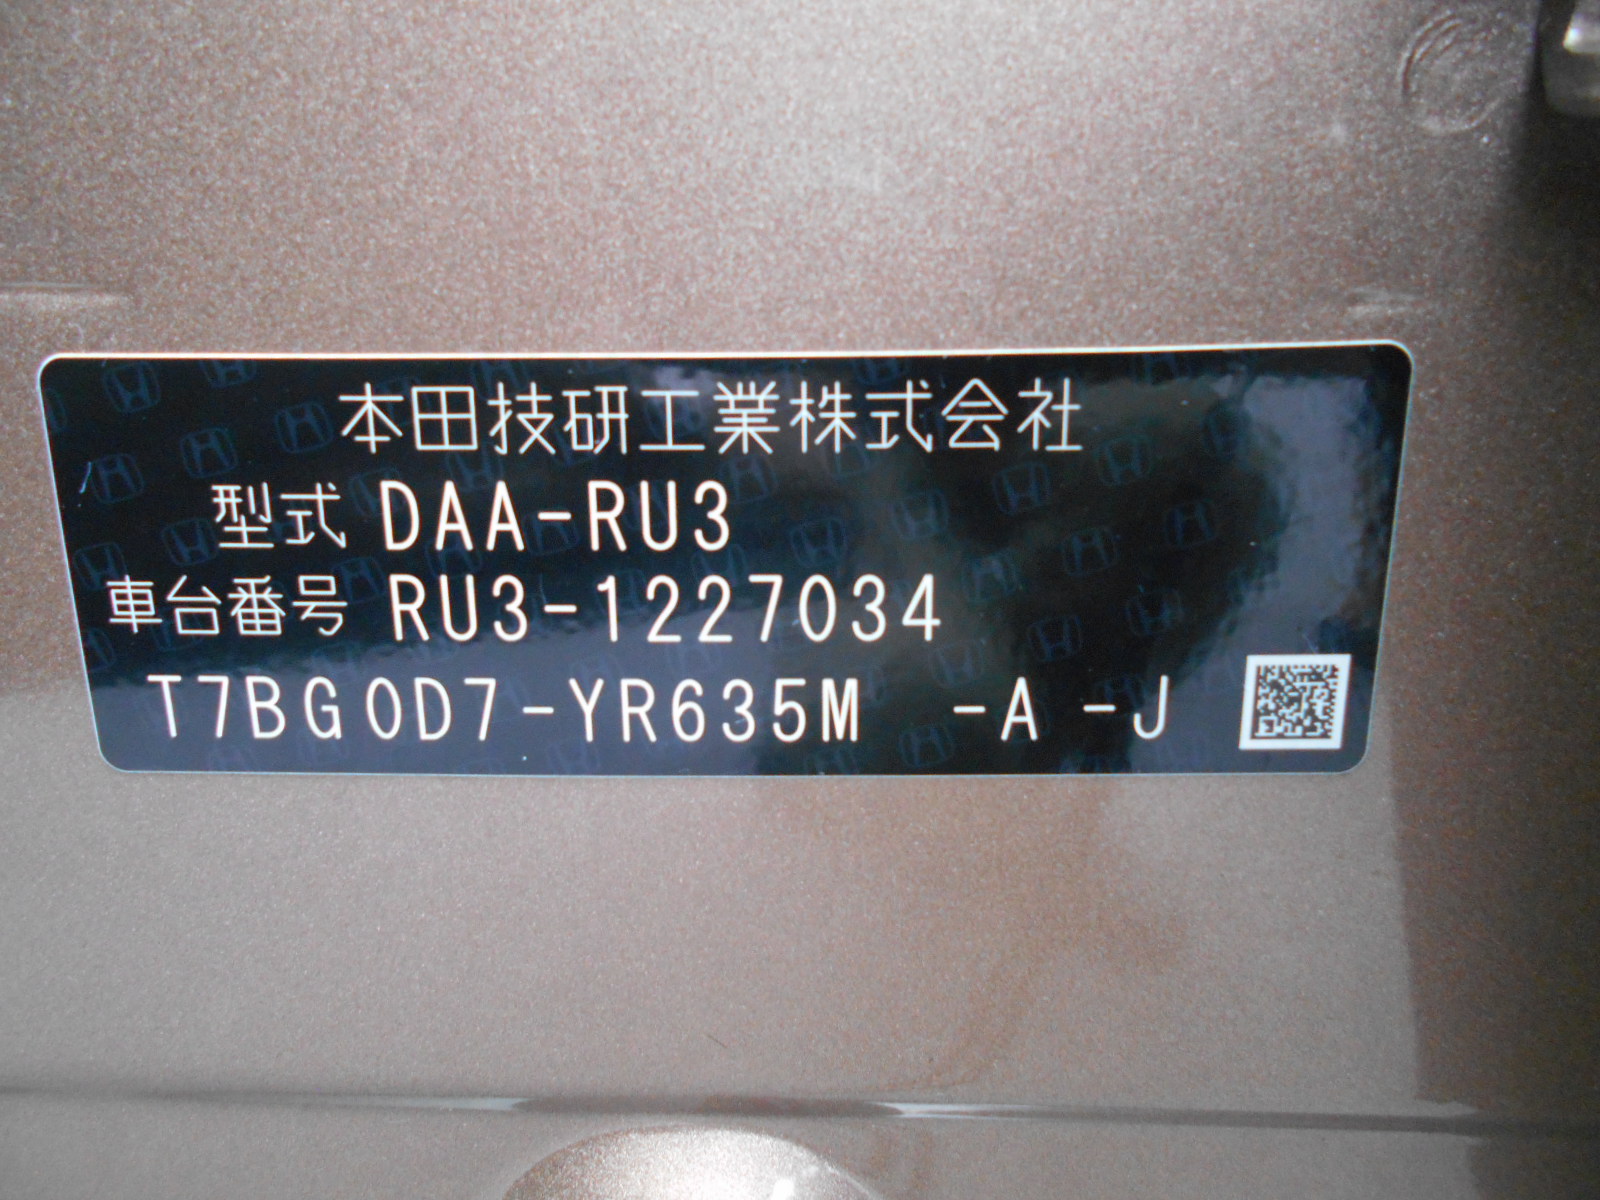 本田技研工業株式会社
型式 DAA-RU3
車台番号 RU3-1227034
T7BG0D7-YR635M -A -J